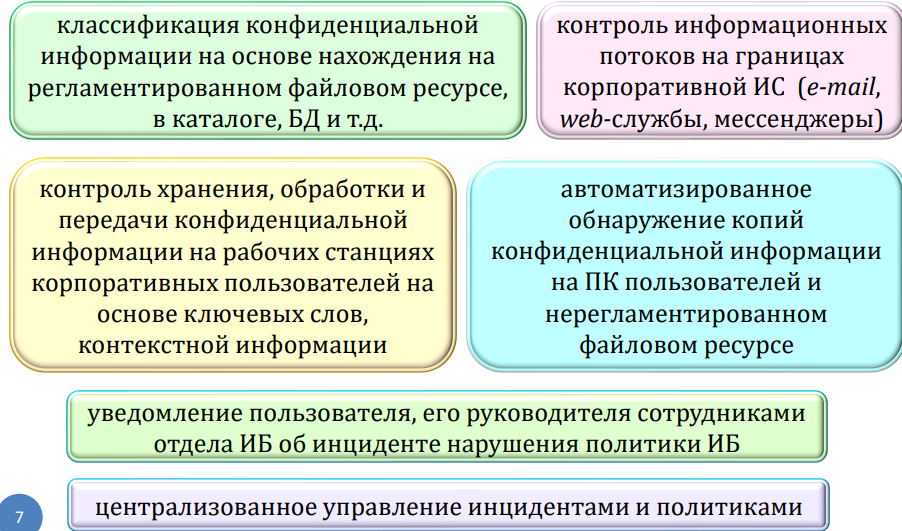 классификация конфиденциальной
информации на основе нахождения на
регламентированном файловом ресурсе,
в каталоге, БД и т.д.
контроль информационных
потоков на границах
корпоративной ИС (e-mail,
web-службы, мессенджеры)
контроль хранения, обработки и
передачи конфиденциальной
информации на рабочих станциях
корпоративных пользователей на
основе ключевых слов,
контекстной информации
автоматизированное
обнаружение копий
конфиденциальной информации
на ПК пользователей и
нерегламентированном
файловом ресурсе
уведомление пользователя, его руководителя сотрудниками
отдела ИБ об инциденте нарушения политики ИБ
централизованное управление инцидентами и политиками
7